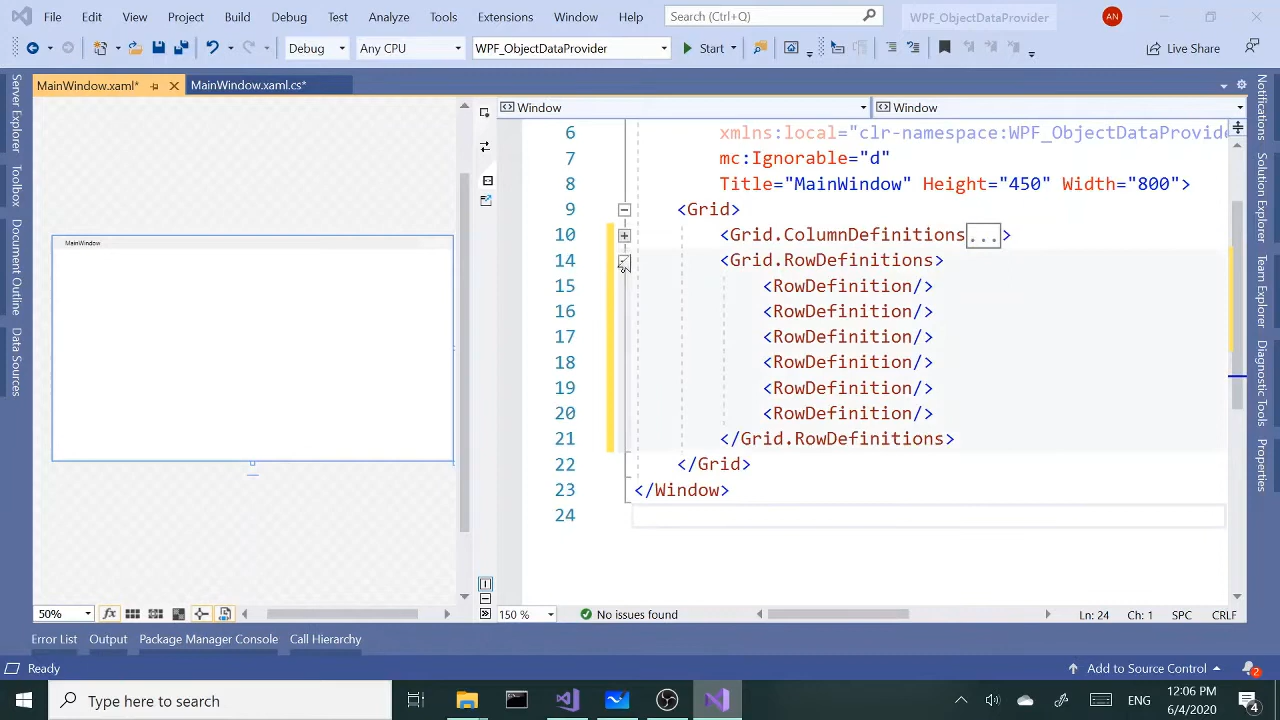 File Edit View Project Build Debug Test Analyze Tools Extensions Window Help Search (Ctrl+Q) WPF_ObjectDataProvider AN
Debug Any CPU WPF_ObjectDataProvider Start Live Share
MainWindow.xaml* MainWindow.xaml.cs*
Server Explorer
Toolbox
Document Outline
Data Sources
MainWindow
Window Window
6 xmlns:local="clr-namespace:WPF_ObjectDataProvide
7 mc:Ignorable="d"
8 Title="MainWindow" Height="450" Width="800">
9 <Grid>
10 <Grid.ColumnDefinitions...>
14 <Grid.RowDefinitions>
15 <RowDefinition/>
16 <RowDefinition/>
17 <RowDefinition/>
18 <RowDefinition/>
19 <RowDefinition/>
20 <RowDefinition/>
21 </Grid.RowDefinitions>
22 </Grid>
23 </Window>
24
Notifications
Solution Explorer
Team Explorer
Diagnostic Tools
Properties
50% fx 150 % No issues found Ln: 24 Ch: 1 SPC CRLF
Error List Output Package Manager Console Call Hierarchy
Ready Add to Source Control 2
Type here to search ENG 12:06 PM 4
6/4/2020